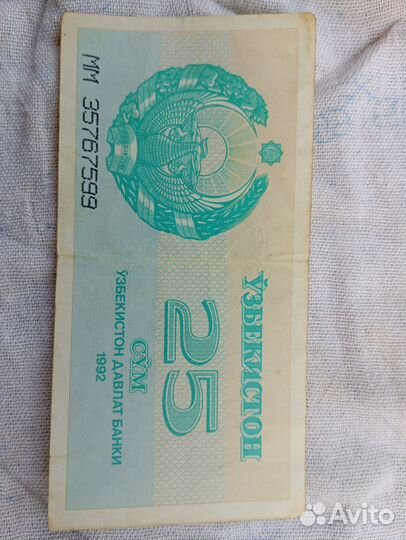 ММ 35767599
ЎЗБЕКИСТОН
25
СЎМ
ЎЗБЕКИСТОН ДАВЛАТ БАНКИ
1992
Avito